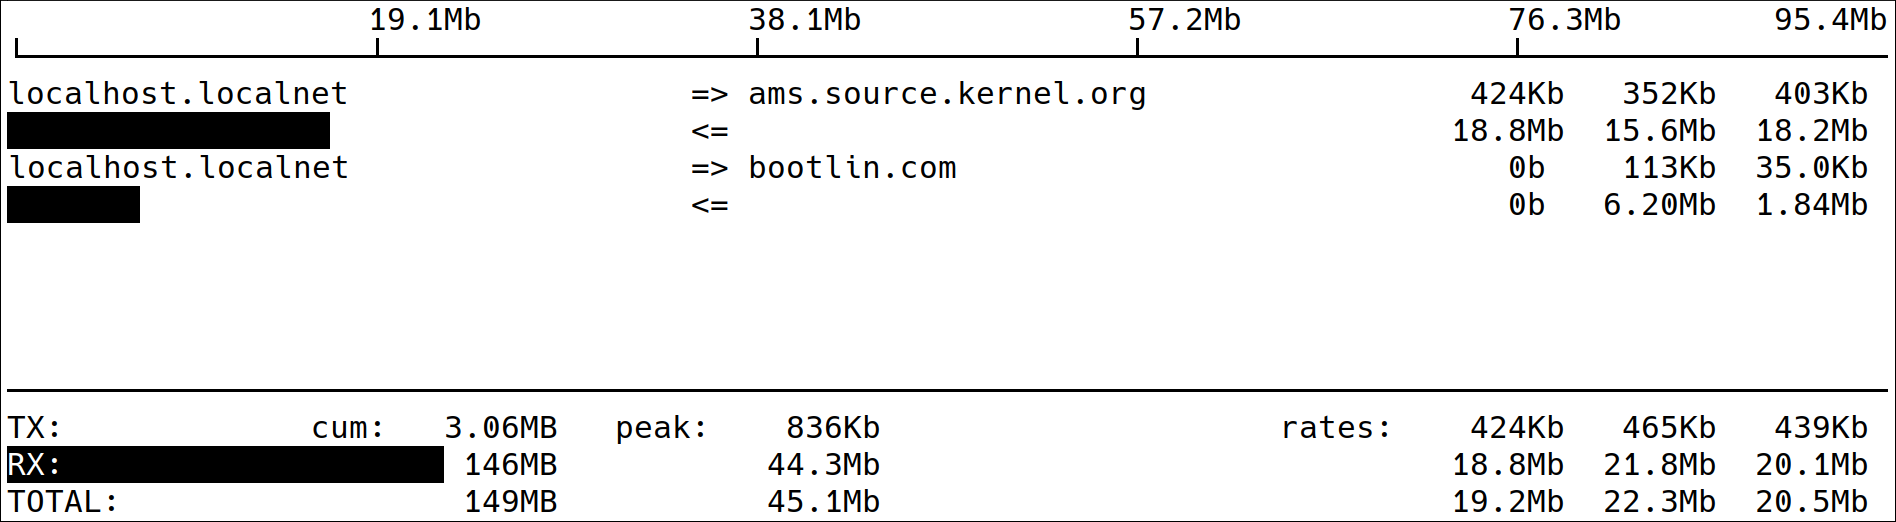 19.1Mb 38.1Mb 57.2Mb 76.3Mb 95.4Mb
localhost.localnet => ams.source.kernel.org 424Kb 352Kb 403Kb
<= 18.8Mb 15.6Mb 18.2Mb
localhost.localnet => bootlin.com 0b 113Kb 35.0Kb
<= 0b 6.20Mb 1.84Mb
TX: cum: 3.06MB peak: 836Kb rates: 424Kb 465Kb 439Kb
RX: 146MB 44.3Mb 18.8Mb 21.8Mb 20.1Mb
TOTAL: 149MB 45.1Mb 19.2Mb 22.3Mb 20.5Mb